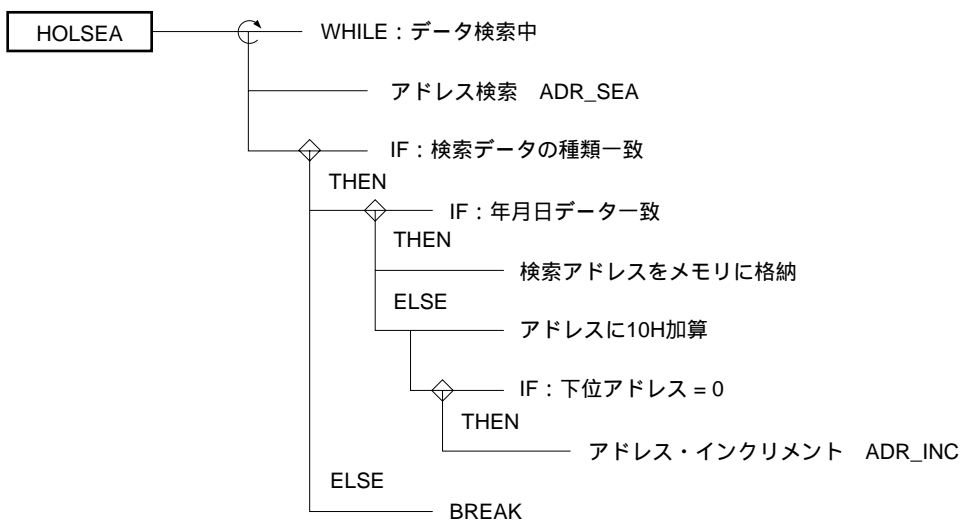 HOLSEA
WHILE：データ検索中
アドレス検索　ADR_SEA
IF：検索データの種類一致
THEN
IF：年月日データ一致
THEN
検索アドレスをメモリに格納
ELSE
アドレスに10H加算
IF：下位アドレス = 0
THEN
アドレス・インクリメント　ADR_INC
ELSE
BREAK